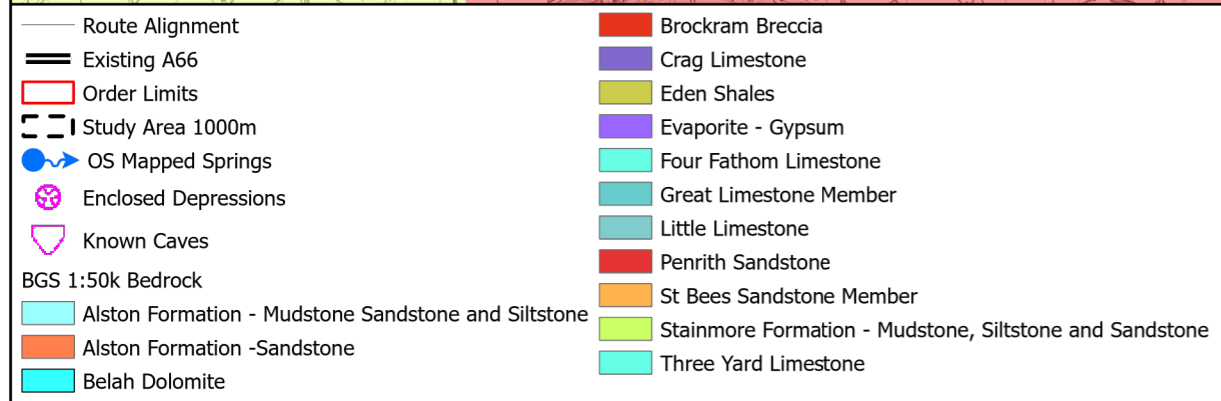 Route Alignment
Existing A66
Order Limits
Study Area 1000m
OS Mapped Springs
Enclosed Depressions
Known Caves
BGS 1:50k Bedrock
Alston Formation - Mudstone Sandstone and Siltstone
Alston Formation -Sandstone
Belah Dolomite
Brockram Breccia
Crag Limestone
Eden Shales
Evaporite - Gypsum
Four Fathom Limestone
Great Limestone Member
Little Limestone
Penrith Sandstone
St Bees Sandstone Member
Stainmore Formation - Mudstone, Siltstone and Sandstone
Three Yard Limestone